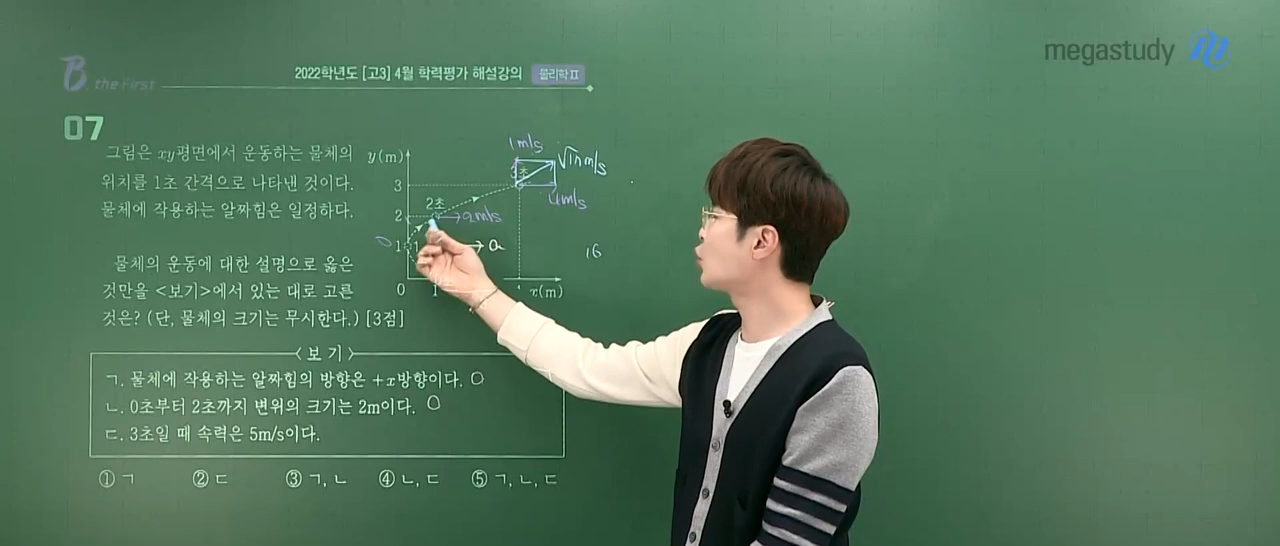 megastudy
B. the First
2022학년도 [고3] 4월 학력평가 해설강의 물리학 II
07
그림은 xy평면에서 운동하는 물체의
위치를 1초 간격으로 나타낸 것이다.
물체에 작용하는 알짜힘은 일정하다.
물체의 운동에 대한 설명으로 옳은
것만을 <보기>에서 있는 대로 고른
것은? (단, 물체의 크기는 무시한다.) [3점]
y(m)
3
2
1
0
1
x(m)
2초
3초
1m/s
√17m/s
4m/s
2m/s
0
a
16
<보기>
ㄱ. 물체에 작용하는 알짜힘의 방향은 +x방향이다. O
ㄴ. 0초부터 2초까지 변위의 크기는 2m이다. O
ㄷ. 3초일 때 속력은 5m/s이다.
① ㄱ ② ㄷ ③ ㄱ, ㄴ ④ ㄴ, ㄷ ⑤ ㄱ, ㄴ, ㄷ